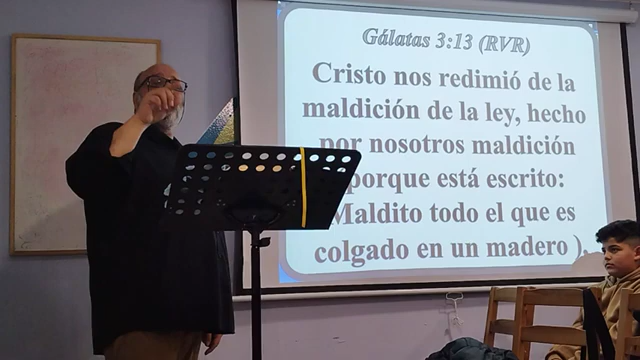 Gálatas 3:13 (RVR)
Cristo nos redimió de la
maldición de la ley, hecho
por nosotros maldición
porque está escrito:
Maldito todo el que es
colgado en un madero ).